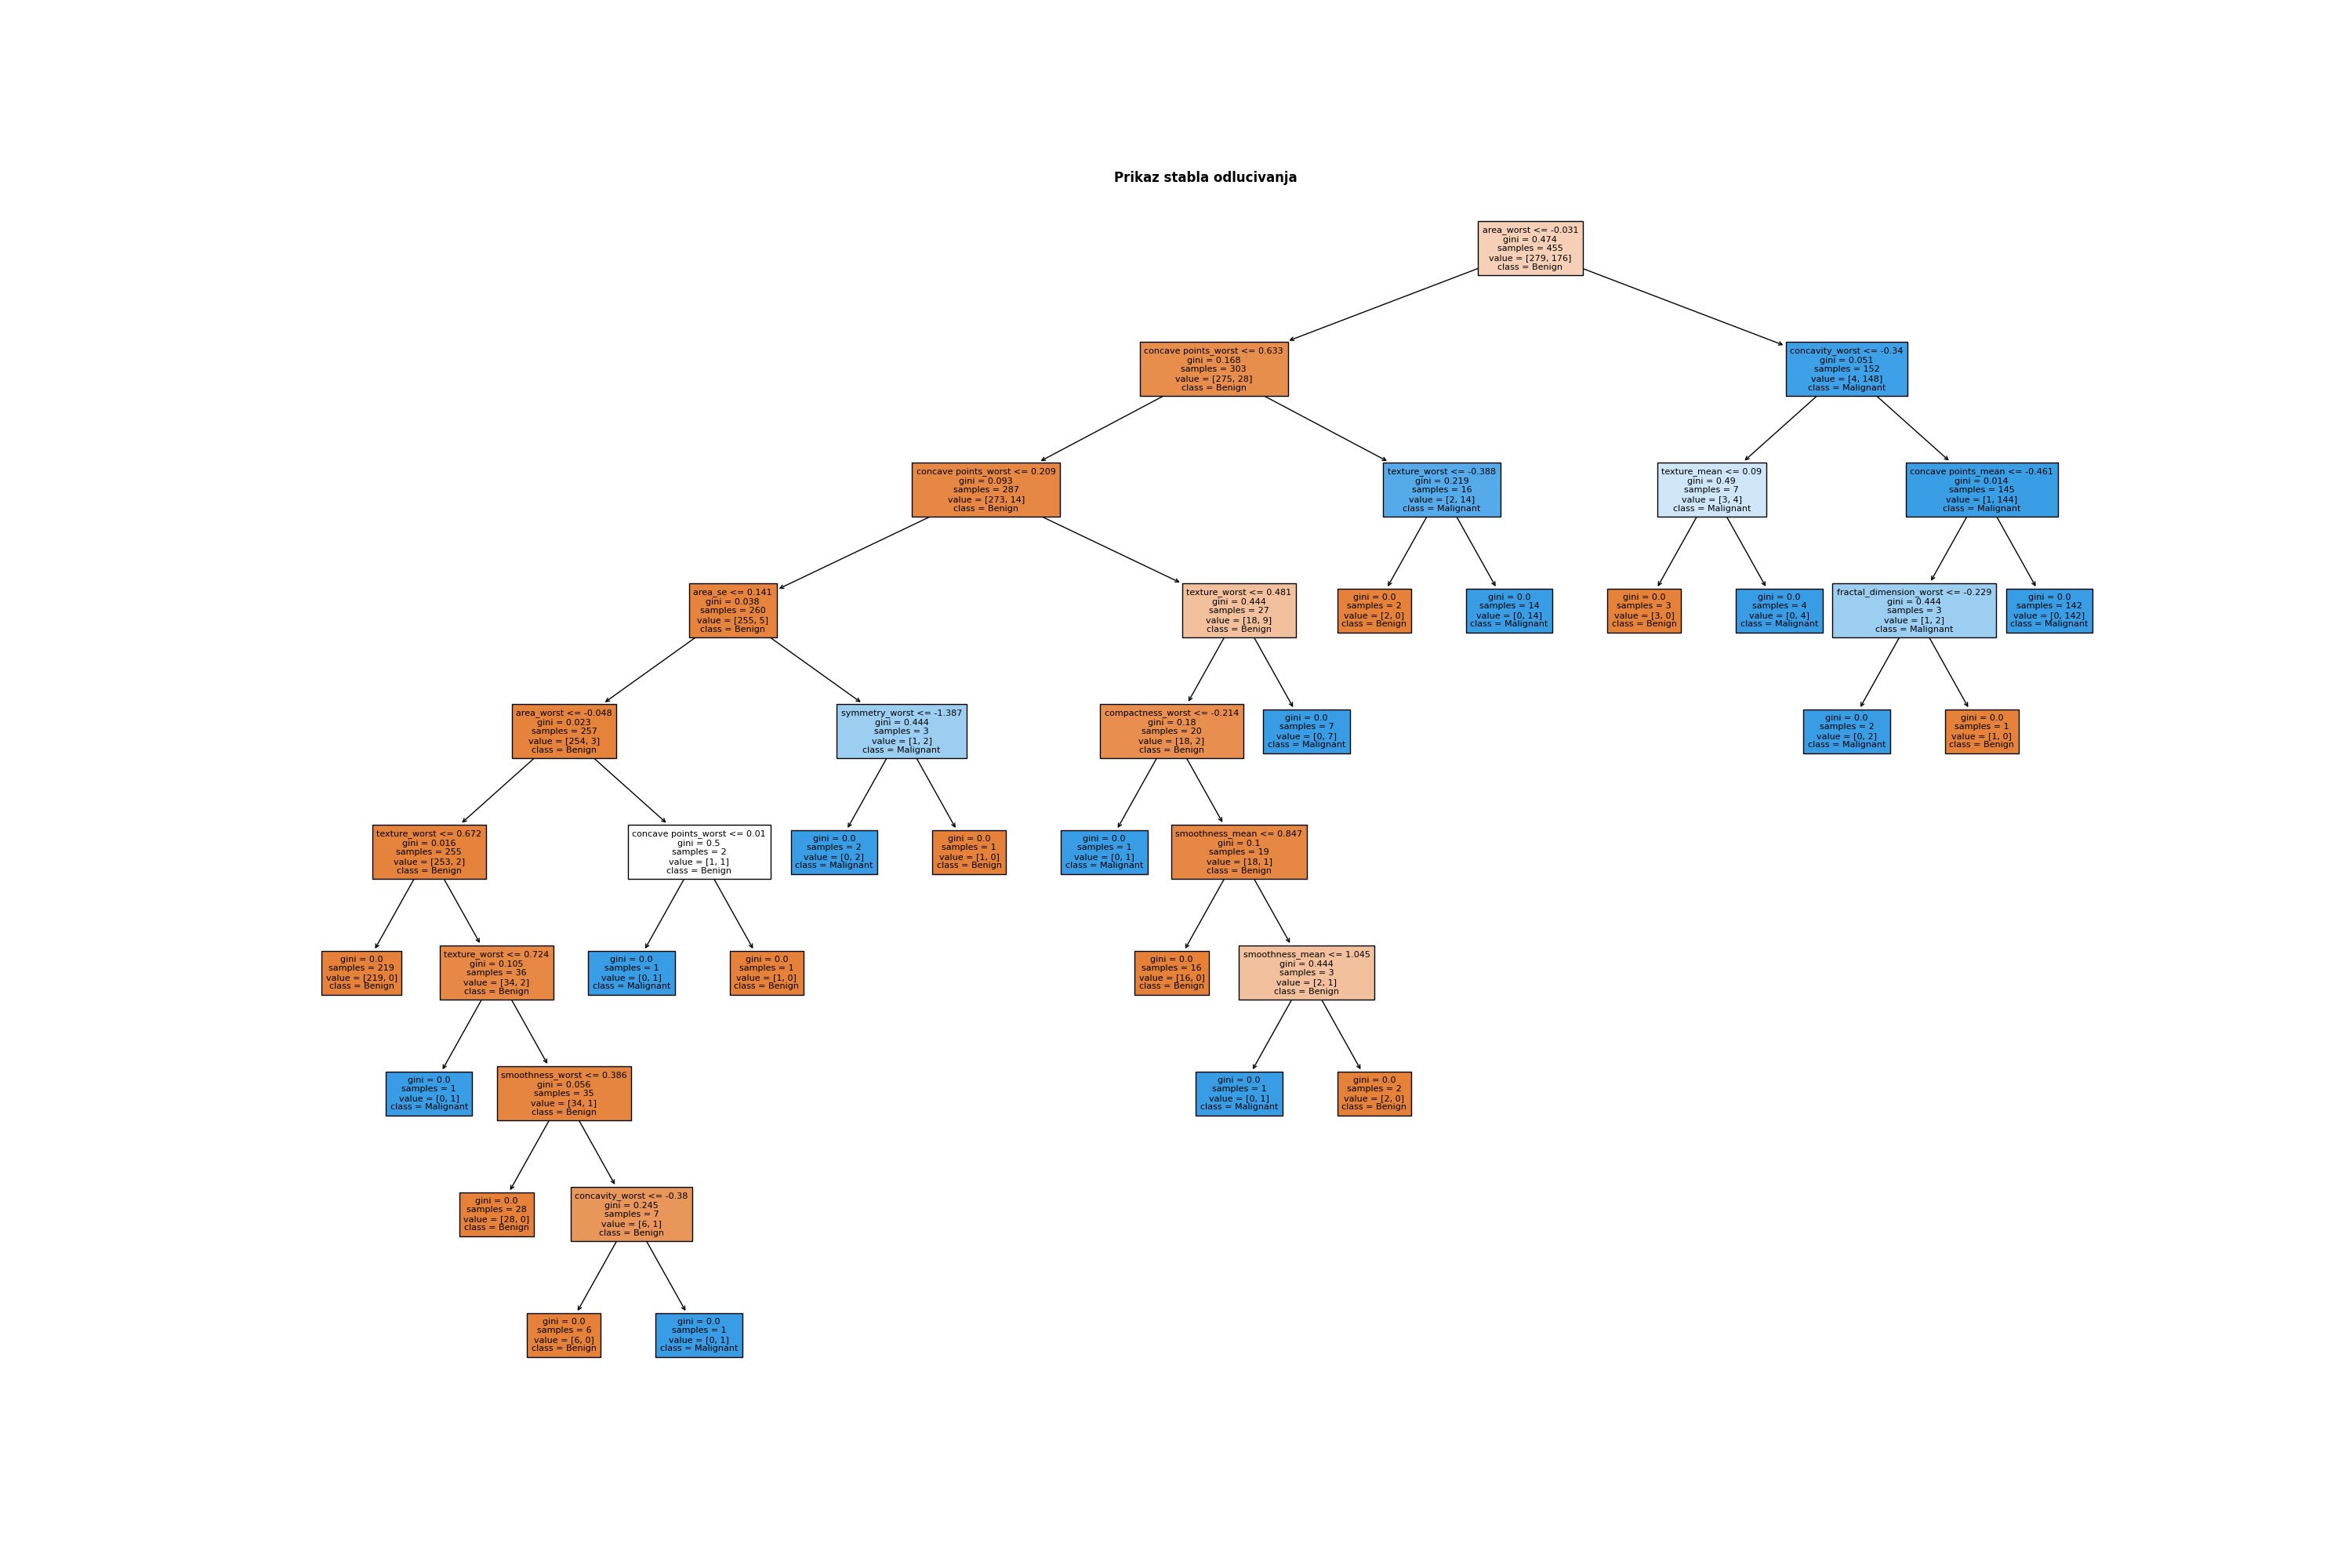 Prikaz stabla odlucivanja
area_worst <= -0.031
gini = 0.474
samples = 455
value = [279, 176]
class = Benign
concave points_worst <= 0.633
gini = 0.168
samples = 303
value = [275, 28]
class = Benign
concavity_worst <= -0.34
gini = 0.051
samples = 152
value = [4, 148]
class = Malignant
concave points_worst <= 0.209
gini = 0.093
samples = 287
value = [273, 14]
class = Benign
texture_worst <= -0.388
gini = 0.219
samples = 16
value = [2, 14]
class = Malignant
texture_mean <= 0.09
gini = 0.49
samples = 7
value = [3, 4]
class = Malignant
concave points_mean <= -0.461
gini = 0.014
samples = 145
value = [1, 144]
class = Malignant
area_se <= 0.141
gini = 0.038
samples = 260
value = [255, 5]
class = Benign
texture_worst <= 0.481
gini = 0.444
samples = 27
value = [18, 9]
class = Benign
gini = 0.0
samples = 2
value = [2, 0]
class = Benign
gini = 0.0
samples = 14
value = [0, 14]
class = Malignant
gini = 0.0
samples = 3
value = [3, 0]
class = Benign
gini = 0.0
samples = 4
value = [0, 4]
class = Malignant
fractal_dimension_worst <= -0.229
gini = 0.444
samples = 3
value = [1, 2]
class = Malignant
gini = 0.0
samples = 142
value = [0, 142]
class = Malignant
area_worst <= -0.048
gini = 0.023
samples = 257
value = [254, 3]
class = Benign
symmetry_worst <= -1.387
gini = 0.444
samples = 3
value = [1, 2]
class = Malignant
compactness_worst <= -0.214
gini = 0.18
samples = 20
value = [18, 2]
class = Benign
gini = 0.0
samples = 7
value = [0, 7]
class = Malignant
gini = 0.0
samples = 2
value = [0, 2]
class = Malignant
gini = 0.0
samples = 1
value = [1, 0]
class = Benign
texture_worst <= 0.672
gini = 0.016
samples = 255
value = [253, 2]
class = Benign
concave points_worst <= 0.01
gini = 0.5
samples = 2
value = [1, 1]
class = Benign
gini = 0.0
samples = 2
value = [0, 2]
class = Malignant
gini = 0.0
samples = 1
value = [1, 0]
class = Benign
gini = 0.0
samples = 1
value = [0, 1]
class = Malignant
smoothness_mean <= 0.847
gini = 0.1
samples = 19
value = [18, 1]
class = Benign
gini = 0.0
samples = 219
value = [219, 0]
class = Benign
texture_worst <= 0.724
gini = 0.105
samples = 36
value = [34, 2]
class = Benign
gini = 0.0
samples = 1
value = [0, 1]
class = Malignant
gini = 0.0
samples = 1
value = [1, 0]
class = Benign
gini = 0.0
samples = 16
value = [16, 0]
class = Benign
smoothness_mean <= 1.045
gini = 0.444
samples = 3
value = [2, 1]
class = Benign
gini = 0.0
samples = 1
value = [0, 1]
class = Malignant
smoothness_worst <= 0.386
gini = 0.056
samples = 35
value = [34, 1]
class = Benign
gini = 0.0
samples = 1
value = [0, 1]
class = Malignant
gini = 0.0
samples = 2
value = [2, 0]
class = Benign
gini = 0.0
samples = 28
value = [28, 0]
class = Benign
concavity_worst <= -0.38
gini = 0.245
samples = 7
value = [6, 1]
class = Benign
gini = 0.0
samples = 6
value = [6, 0]
class = Benign
gini = 0.0
samples = 1
value = [0, 1]
class = Malignant